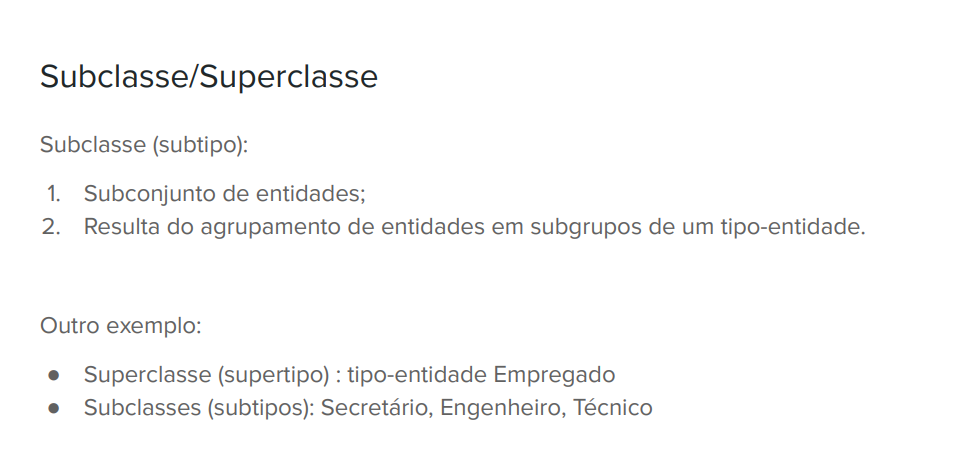 Subclasse/Superclasse
Subclasse (subtipo):
1. Subconjunto de entidades;
2. Resulta do agrupamento de entidades em subgrupos de um tipo-entidade.
Outro exemplo:
● Superclasse (supertipo) : tipo-entidade Empregado
● Subclasses (subtipos): Secretário, Engenheiro, Técnico